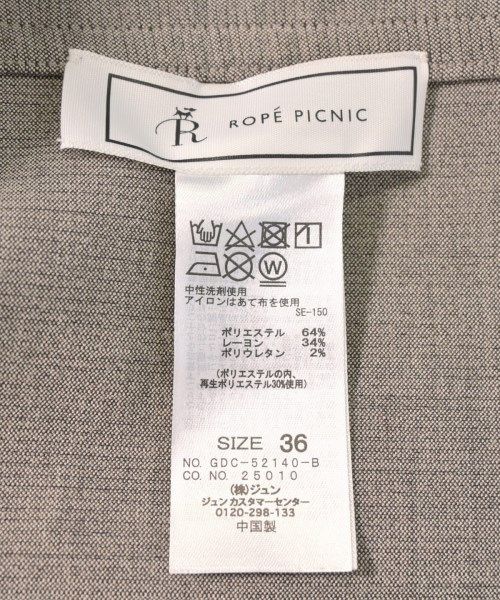 R ROPÉ PICNIC
W
中性洗剤使用
アイロンはあて布を使用
SE-150
ポリエステル 64%
レーヨン 34%
ポリウレタン 2%
(ポリエステルの内、
再生ポリエステル30%使用)
SIZE 36
NO. GDC-52140-B
CO. NO. 25010
(株)ジュン
ジュンカスタマーセンター
0120-298-133
中国製